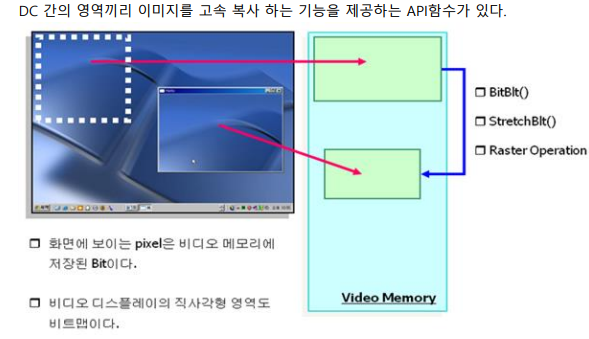 DC 간의 영역끼리 이미지를 고속 복사 하는 기능을 제공하는 API함수가 있다.
BitBlt()
StretchBlt()
Raster Operation
화면에 보이는 pixel은 비디오 메모리에
저장된 Bit이다.
비디오 디스플레이의 직사각형 영역도
비트맵이다.
Video Memory